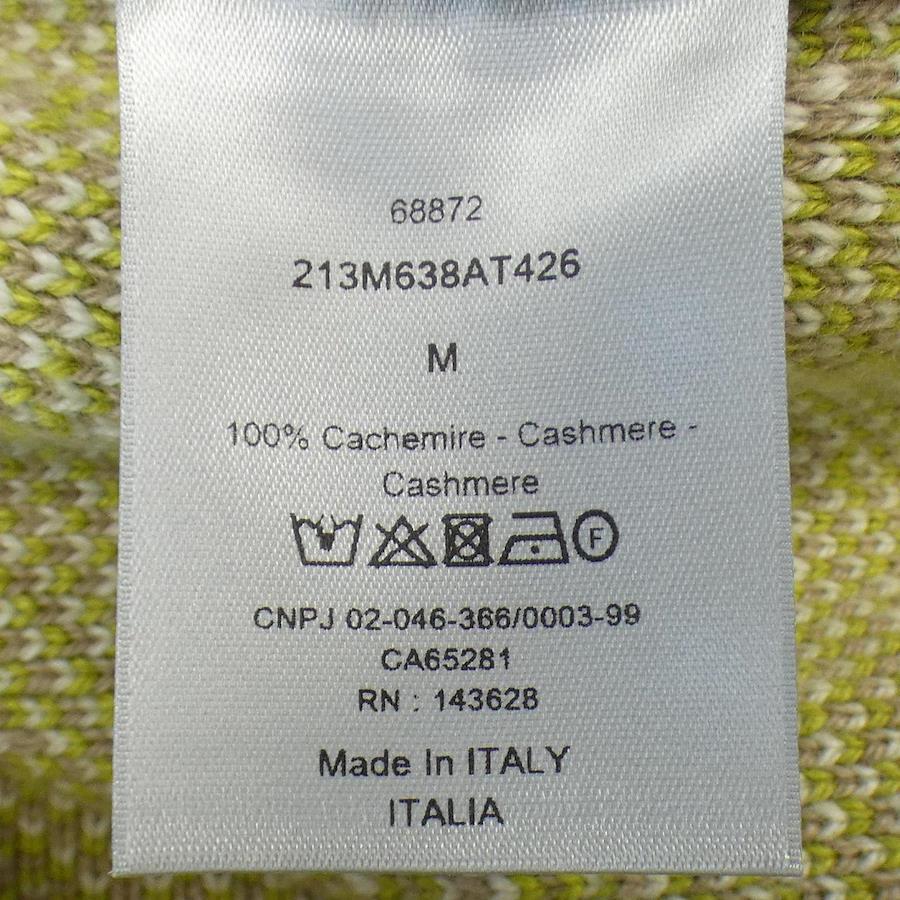 68872
213M638AT426
M
100% Cachemire - Cashmere -
Cashmere
F
CNPJ 02-046-366/0003-99
CA65281
RN : 143628
Made In ITALY
ITALIA